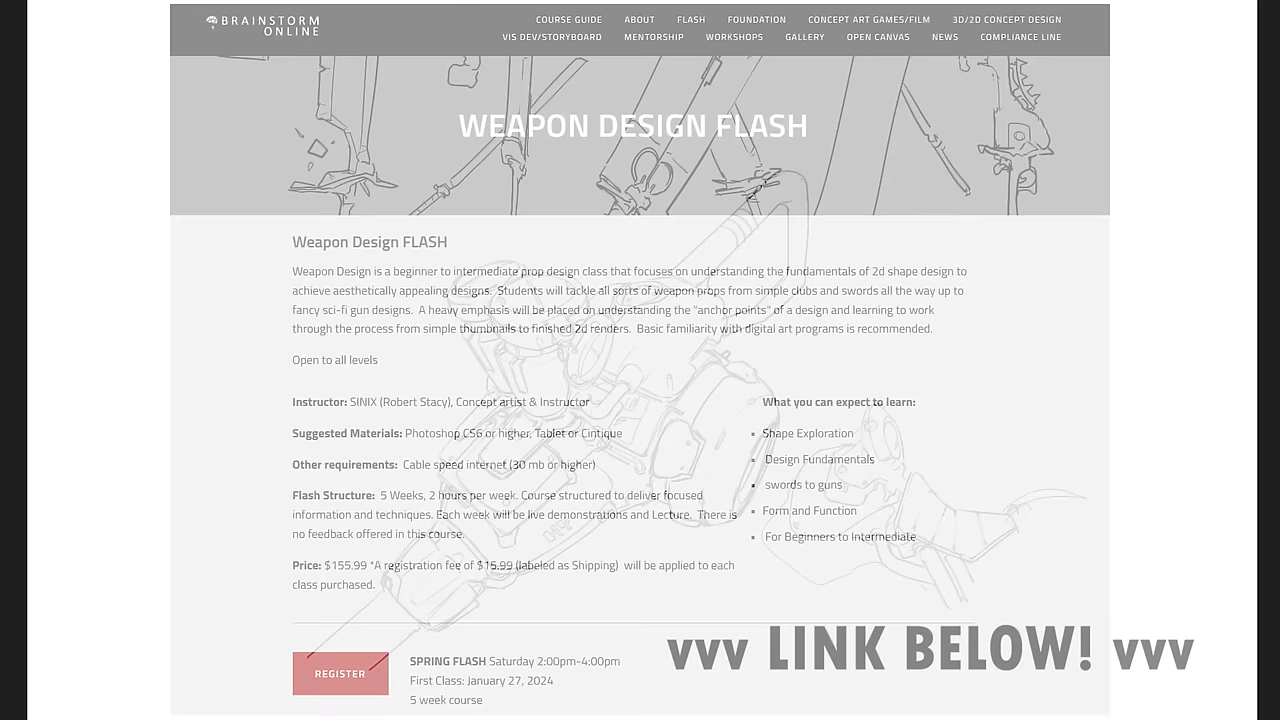 BRAINSTORM
ONLINE
COURSE GUIDE ABOUT FLASH FOUNDATION CONCEPT ART GAMES/FILM 3D/2D CONCEPT DESIGN
VIS DEV/STORYBOARD MENTORSHIP WORKSHOPS GALLERY OPEN CANVAS NEWS COMPLIANCE LINE
WEAPON DESIGN FLASH
Weapon Design FLASH
Weapon Design is a beginner to intermediate prop design class that focuses on understanding the fundamentals of 2d shape design to
achieve aesthetically appealing designs. Students will tackle all sorts of weapon props from simple clubs and swords all the way up to
fancy sci-fi gun designs. A heavy emphasis will be placed on understanding the "anchor points" of a design and learning to work
through the process from simple thumbnails to finished 2d renders. Basic familiarity with digital art programs is recommended.
Open to all levels
Instructor: SINIX (Robert Stacy), Concept artist & Instructor
Suggested Materials: Photoshop CS6 or higher, Tablet or Cintique
Other requirements: Cable speed internet (30 mb or higher)
Flash Structure: 5 Weeks, 2 hours per week. Course structured to deliver focused
information and techniques. Each week will be live demonstrations and Lecture. There is
no feedback offered in this course.
Price: $155.99 *A registration fee of $15.99 (labeled as Shipping) will be applied to each
class purchased.
What you can expect to learn:
▪ Shape Exploration
▪ Design Fundamentals
▪ swords to guns
▪ Form and Function
▪ For Beginners to Intermediate
REGISTER
SPRING FLASH Saturday 2:00pm-4:00pm
First Class: January 27, 2024
5 week course
vvv LINK BELOW! vvv